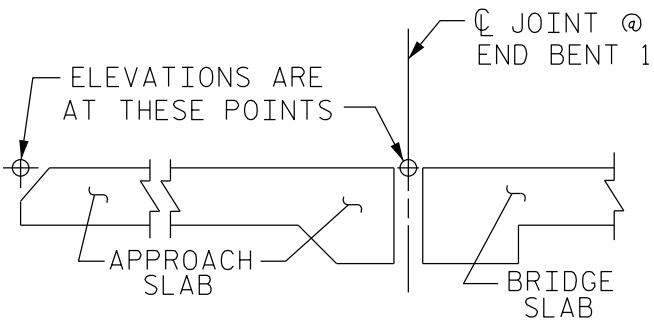 ℄ JOINT @
END BENT 1
ELEVATIONS ARE
AT THESE POINTS
APPROACH
SLAB
BRIDGE
SLAB